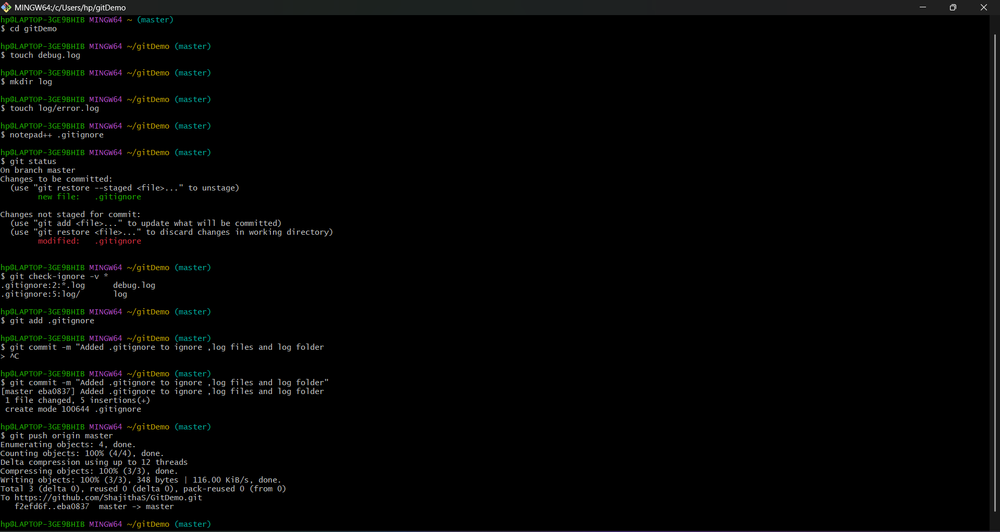 MINGW64:/c/Users/hp/gitDemo
hp@LAPTOP-3GE9BHIB MINGW64 ~ (master)
$ cd gitDemo

hp@LAPTOP-3GE9BHIB MINGW64 ~/gitDemo (master)
$ touch debug.log

hp@LAPTOP-3GE9BHIB MINGW64 ~/gitDemo (master)
$ mkdir log

hp@LAPTOP-3GE9BHIB MINGW64 ~/gitDemo (master)
$ touch log/error.log

hp@LAPTOP-3GE9BHIB MINGW64 ~/gitDemo (master)
$ notepad++ .gitignore

hp@LAPTOP-3GE9BHIB MINGW64 ~/gitDemo (master)
$ git status
On branch master
Changes to be committed:
  (use "git restore --staged <file>..." to unstage)
        new file:   .gitignore

Changes not staged for commit:
  (use "git add <file>..." to update what will be committed)
  (use "git restore <file>..." to discard changes in working directory)
        modified:   .gitignore

hp@LAPTOP-3GE9BHIB MINGW64 ~/gitDemo (master)
$ git check-ignore -v *
.gitignore:2:*.log      debug.log
.gitignore:5:log/       log

hp@LAPTOP-3GE9BHIB MINGW64 ~/gitDemo (master)
$ git add .gitignore

hp@LAPTOP-3GE9BHIB MINGW64 ~/gitDemo (master)
$ git commit -m "Added .gitignore to ignore ,log files and log folder
> ^C

hp@LAPTOP-3GE9BHIB MINGW64 ~/gitDemo (master)
$ git commit -m "Added .gitignore to ignore ,log files and log folder"
[master eba0837] Added .gitignore to ignore ,log files and log folder
 1 file changed, 5 insertions(+)
 create mode 100644 .gitignore

hp@LAPTOP-3GE9BHIB MINGW64 ~/gitDemo (master)
$ git push origin master
Enumerating objects: 4, done.
Counting objects: 100% (4/4), done.
Delta compression using up to 12 threads
Compressing objects: 100% (3/3), done.
Writing objects: 100% (3/3), 348 bytes | 116.00 KiB/s, done.
Total 3 (delta 0), reused 0 (delta 0), pack-reused 0 (from 0)
To https://github.com/ShajithaS/GitDemo.git
   f2efd6f..eba0837  master -> master

hp@LAPTOP-3GE9BHIB MINGW64 ~/gitDemo (master)